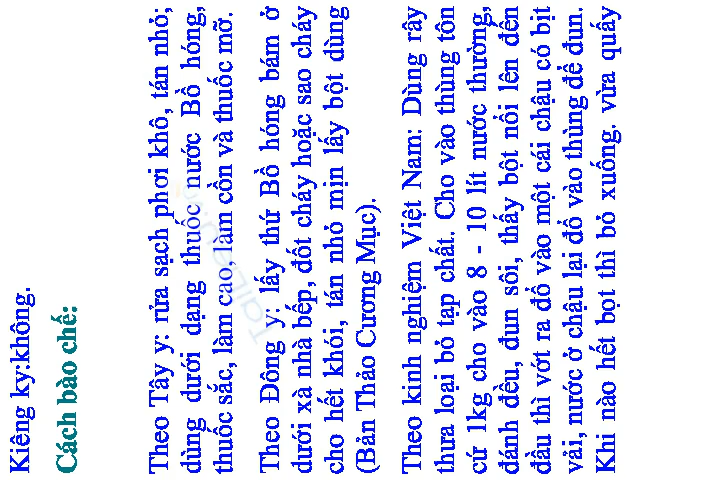 Kiêng kỵ:không.
Cách bào chế:
Theo Tây y: rửa sạch phơi khô, tán nhỏ;
dùng dưới dạng thuốc nước Bồ hóng,
thuốc sắc, làm cao, làm cồn và thuốc mỡ.
Theo Đông y: lấy thứ Bồ hóng bám ở
dưới xà nhà bếp, đốt cháy hoặc sao cháy
cho hết khói, tán nhỏ mịn lấy bột dùng
(Bản Thảo Cương Mục).
Theo kinh nghiệm Việt Nam: Dùng rây
thưa loại bỏ tạp chất. Cho vào thùng tôn
cứ 1kg cho vào 8 - 10 lít nước thường,
đánh đều, đun sôi, thấy bột nổi lên đến
đầu thì vớt ra đổ vào một cái chậu có bịt
vải, nước ở chậu lại đổ vào thùng để đun.
Khi nào hết bọt thì bỏ xuống. vừa quấy